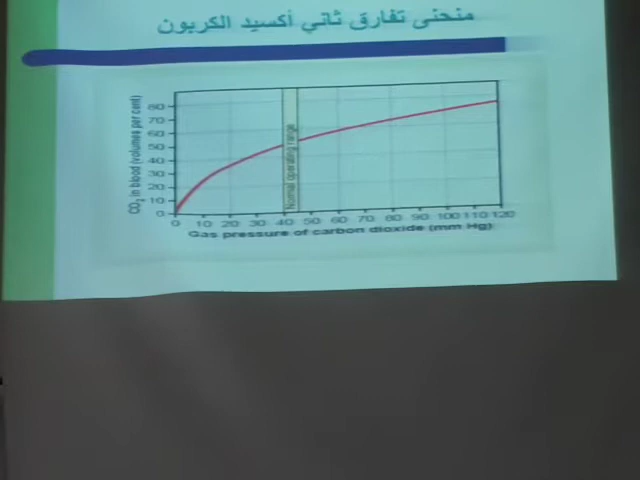 منحنى تفارق ثاني أكسيد الكربون
CO2 in blood (volumes per cent)
80
70
60
50
40
30
20
10
0
Normal operating range
0 10 20 30 40 50 60 70 80 90 100 110 120
Gas pressure of carbon dioxide (mm Hg)